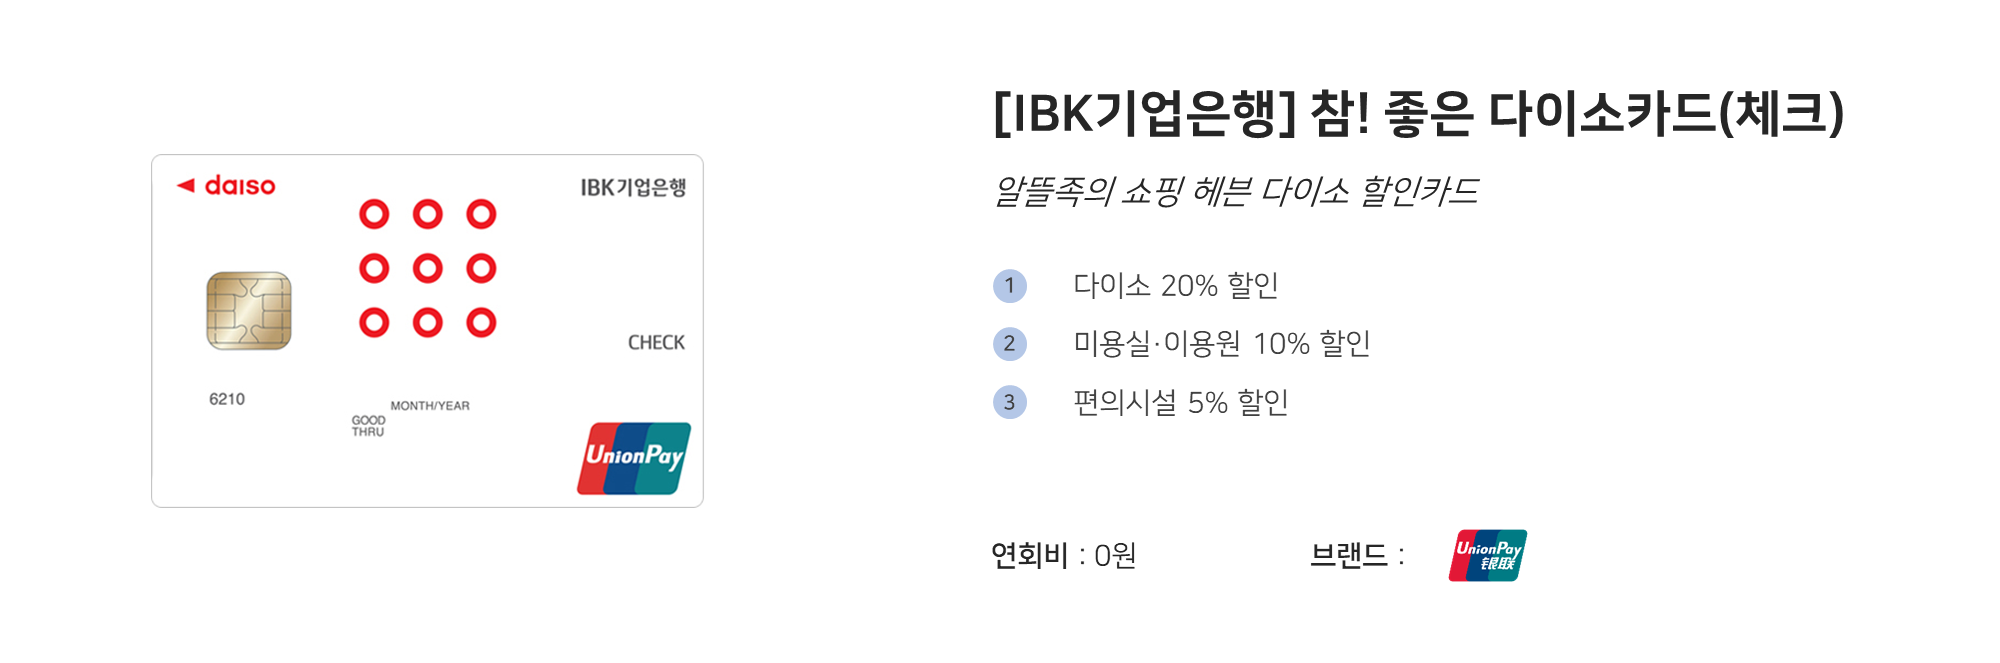 daiso
IBK기업은행
CHECK
6210
MONTH/YEAR
GOOD
THRU
UnionPay
[IBK기업은행] 참! 좋은 다이소카드(체크)
알뜰족의 쇼핑 헤븐 다이소 할인카드
1 다이소 20% 할인
2 미용실·이용원 10% 할인
3 편의시설 5% 할인
연회비 : 0원
브랜드 :
UnionPay
银联